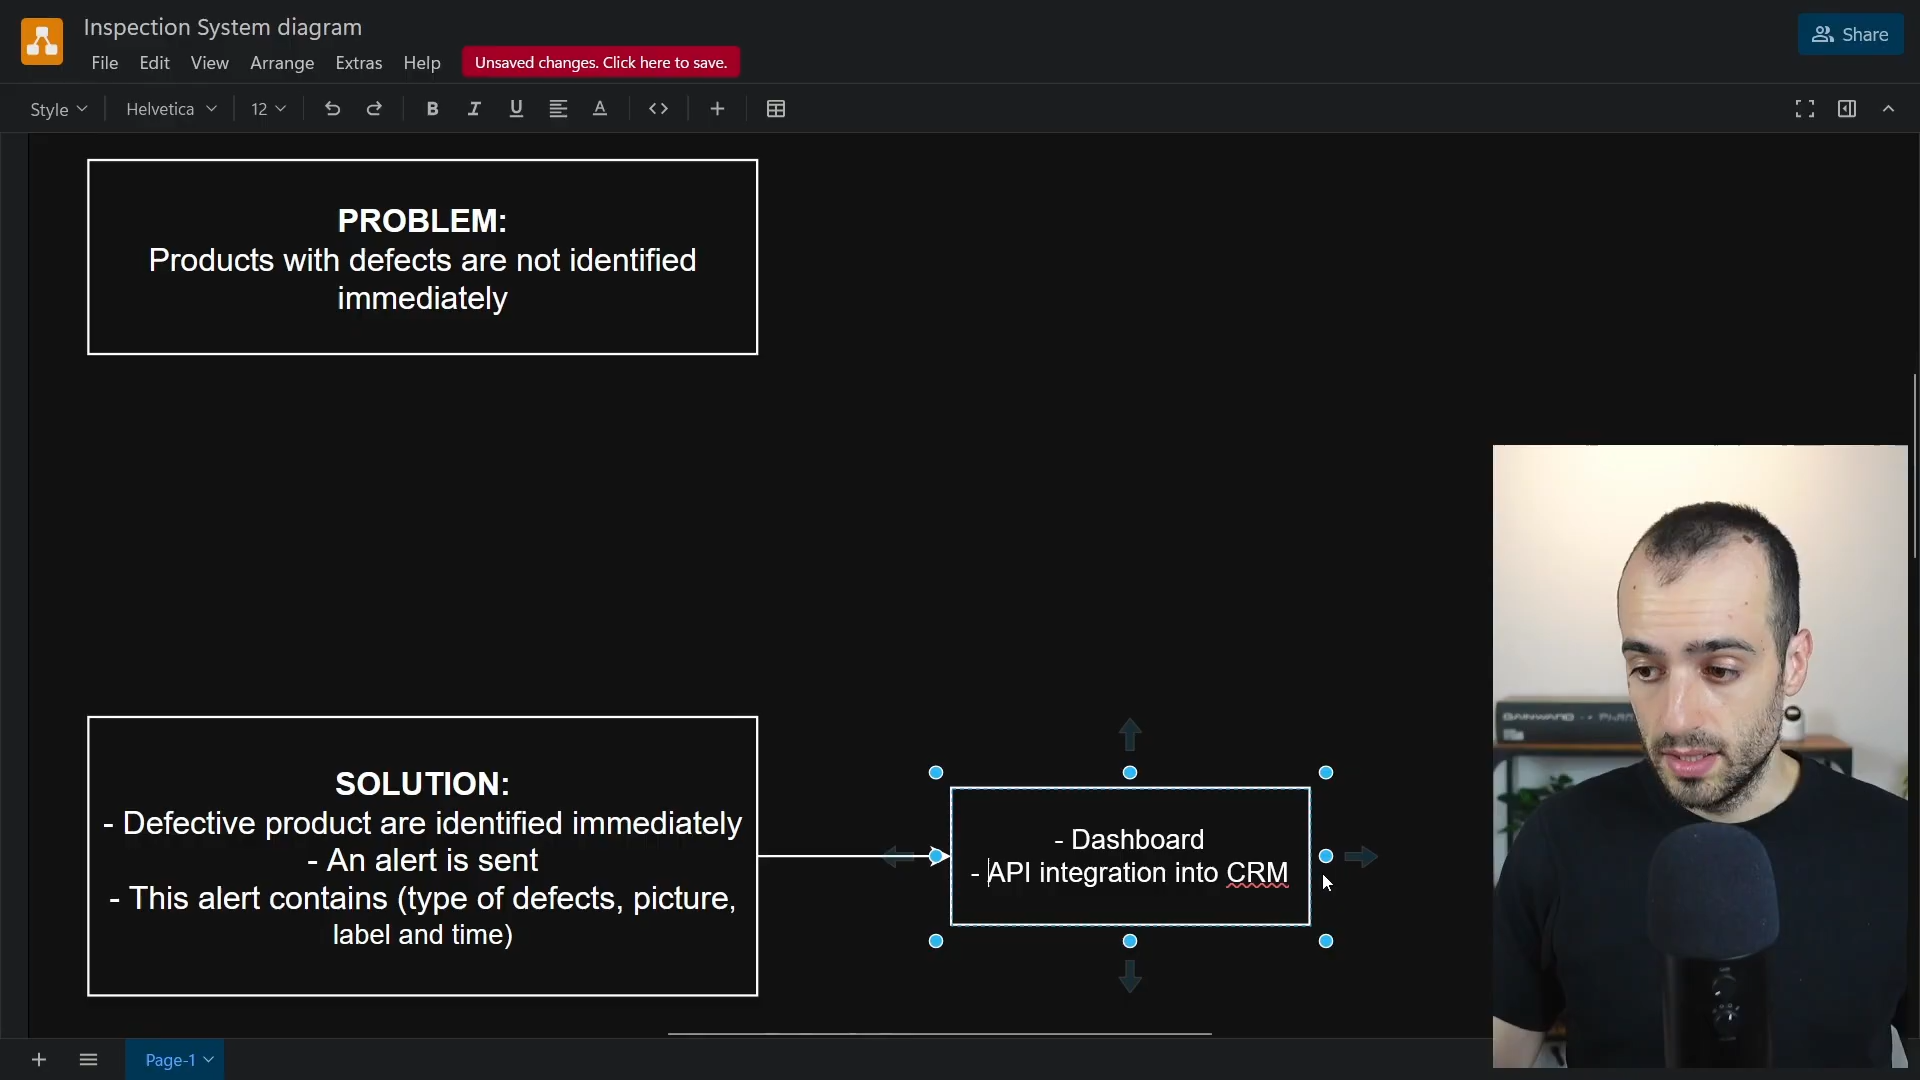 Inspection System diagram
File Edit View Arrange Extras Help Unsaved changes. Click here to save.
Share
Style Helvetica 12 B I U A
PROBLEM:
Products with defects are not identified
immediately
SOLUTION:
- Defective product are identified immediately
- An alert is sent
- This alert contains (type of defects, picture,
label and time)
- Dashboard
- API integration into CRM
GAINWARD
Page-1